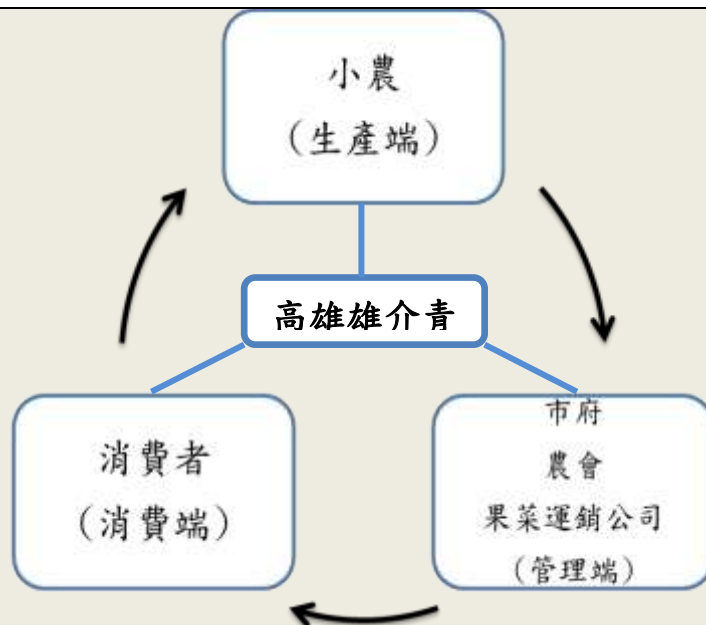 小農
（生產端）
高雄雄介青
消費者
（消費端）
市府
農會
果菜運銷公司
（管理端）